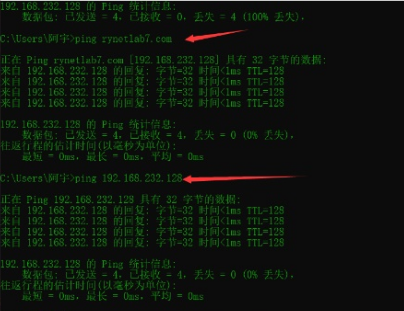 192.168.232.128 的 Ping 统计信息:
数据包: 已发送 = 4，已接收 = 0，丢失 = 4 (100% 丢失)，
C:\Users\阿宇>ping rynetlab7.com
正在 Ping rynetlab7.com [192.168.232.128] 具有 32 字节的数据:
来自 192.168.232.128 的回复: 字节=32 时间<1ms TTL=128
来自 192.168.232.128 的回复: 字节=32 时间<1ms TTL=128
来自 192.168.232.128 的回复: 字节=32 时间<1ms TTL=128
来自 192.168.232.128 的回复: 字节=32 时间<1ms TTL=128
192.168.232.128 的 Ping 统计信息:
数据包: 已发送 = 4，已接收 = 4，丢失 = 0 (0% 丢失)，
往返行程的估计时间(以毫秒为单位):
最短 = 0ms，最长 = 0ms，平均 = 0ms
C:\Users\阿宇>ping 192.168.232.128
正在 Ping 192.168.232.128 具有 32 字节的数据:
来自 192.168.232.128 的回复: 字节=32 时间<1ms TTL=128
来自 192.168.232.128 的回复: 字节=32 时间<1ms TTL=128
来自 192.168.232.128 的回复: 字节=32 时间<1ms TTL=128
来自 192.168.232.128 的回复: 字节=32 时间<1ms TTL=128
192.168.232.128 的 Ping 统计信息:
数据包: 已发送 = 4，已接收 = 4，丢失 = 0 (0% 丢失)，
往返行程的估计时间(以毫秒为单位):
最短 = 0ms，最长 = 0ms，平均 = 0ms